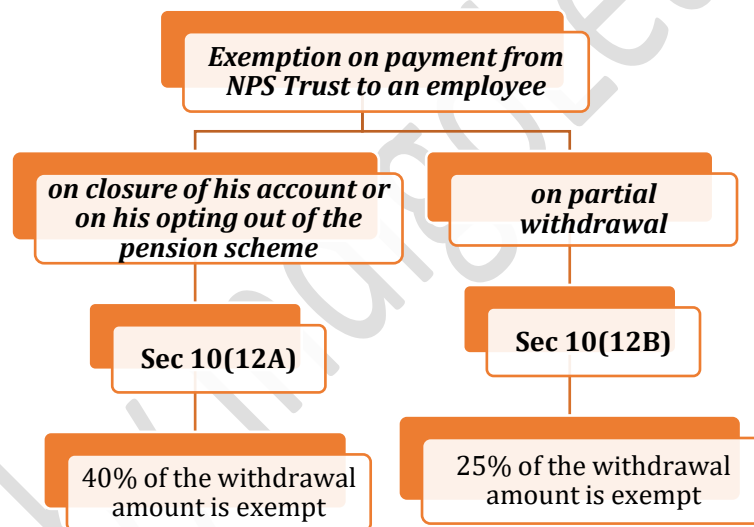 Exemption on payment from
NPS Trust to an employee
on closure of his account or
on his opting out of the
pension scheme
on partial
withdrawal
Sec 10(12A)
Sec 10(12B)
40% of the withdrawal
amount is exempt
25% of the withdrawal
amount is exempt